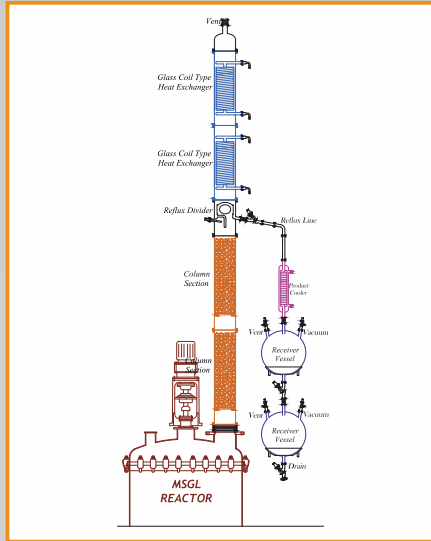 Vent
Glass Coil Type
Heat Exchanger
Glass Coil Type
Heat Exchanger
Reflux Divider
Reflux Line
Column
Section
Product
Cooler
Vent
Vacuum
Receiver
Vessel
Column
Section
Vent
Vacuum
Receiver
Vessel
Drain
MSGL
REACTOR